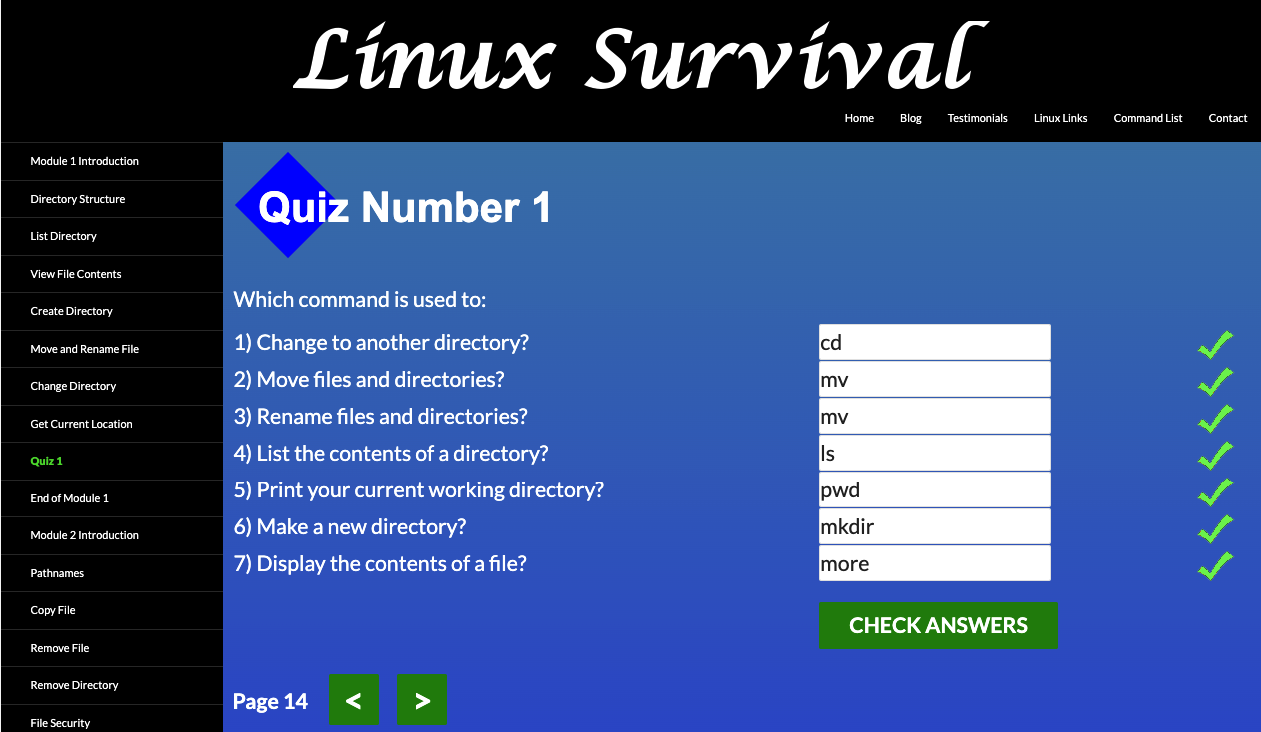 Linux Survival
Home Blog Testimonials Linux Links Command List Contact
Module 1 Introduction
Directory Structure
List Directory
View File Contents
Create Directory
Move and Rename File
Change Directory
Get Current Location
Quiz 1
End of Module 1
Module 2 Introduction
Pathnames
Copy File
Remove File
Remove Directory
File Security
Quiz Number 1
Which command is used to:
1) Change to another directory? cd
2) Move files and directories? mv
3) Rename files and directories? mv
4) List the contents of a directory? ls
5) Print your current working directory? pwd
6) Make a new directory? mkdir
7) Display the contents of a file? more
CHECK ANSWERS
Page 14 < >